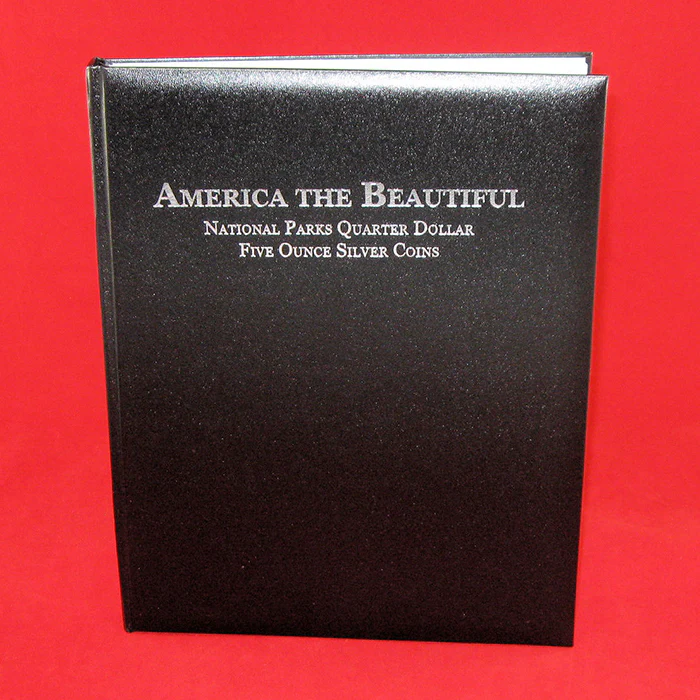 AMERICA THE BEAUTIFUL
NATIONAL PARKS QUARTER DOLLAR
FIVE OUNCE SILVER COINS